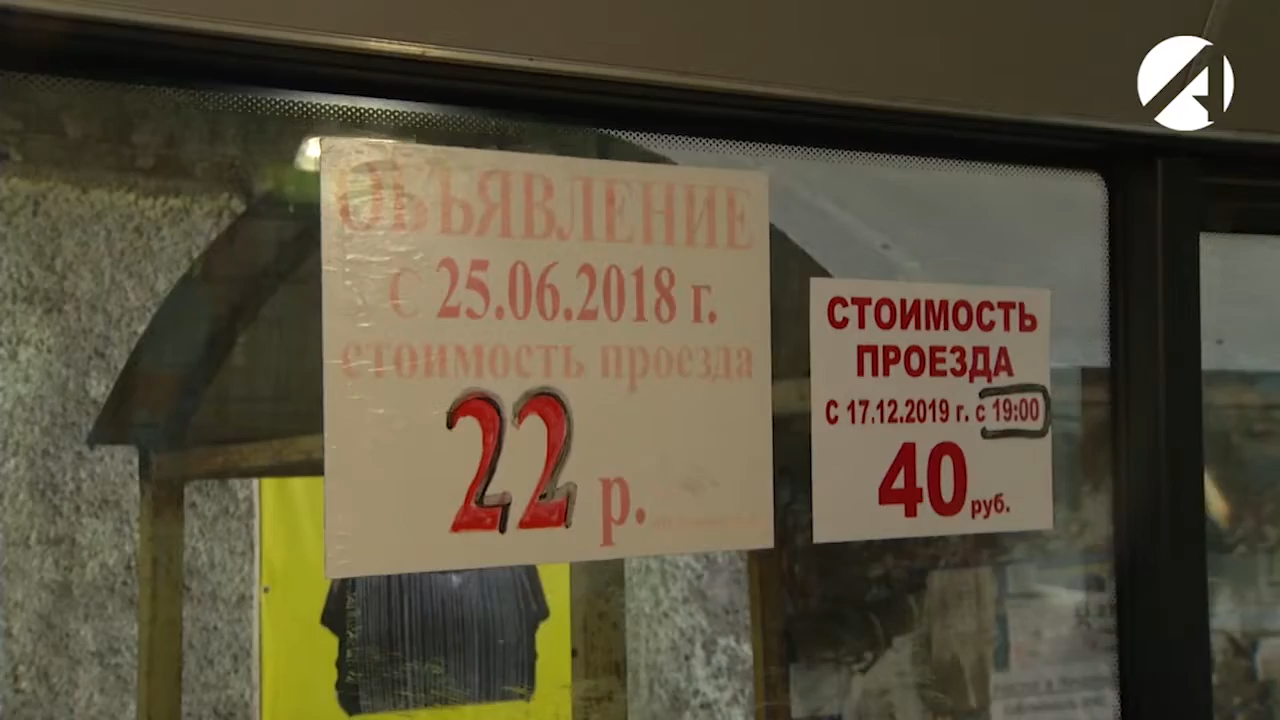 ОБЪЯВЛЕНИЕ
С 25.06.2018 г.
стоимость проезда
22 р.
СТОИМОСТЬ
ПРОЕЗДА
С 17.12.2019 г. с 19:00
40 руб.